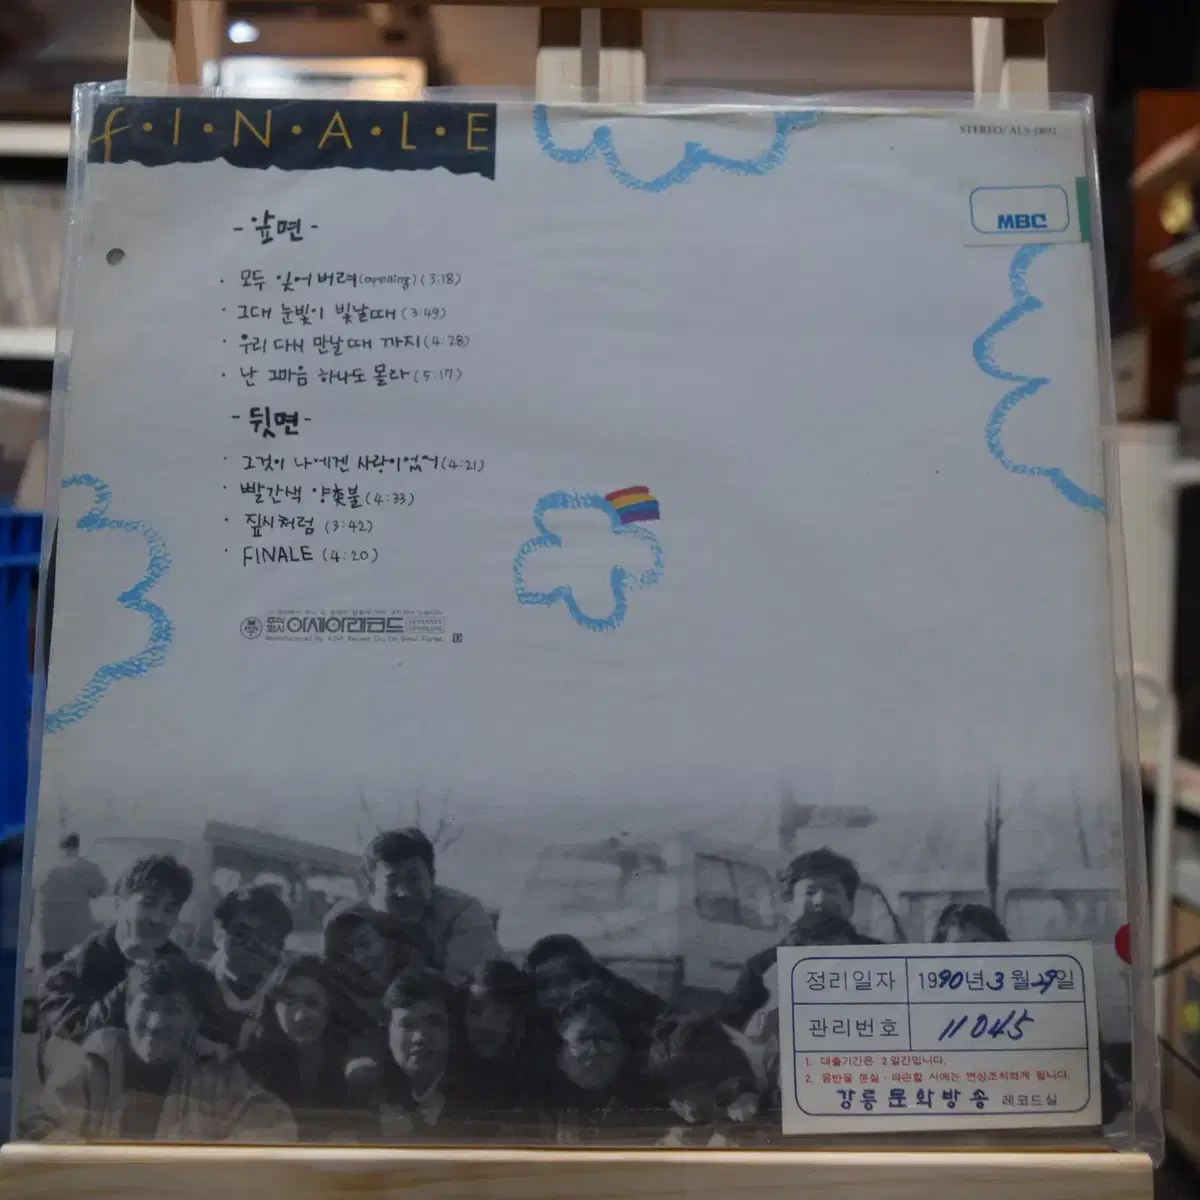 f·I·N·A·L·E
STEREO/ ALS-1893
MBC
-앞면-
· 모두 잊어버려(opening)(3:18)
· 그대 눈빛이 빛날때(3:49)
· 우리 다시 만날때 까지(4:28)
· 난 그마음 하나도 몰라(5:17)
-뒷면-
· 그것이 나에겐 사랑이었어(4:21)
· 빨간색 양촛불(4:33)
· 짚시처럼 (3:42)
· FINALE (4:20)
주식회사 아세아레코드
Manufactured by ASIA Record Co., Ltd. Seoul Korea.
정리일자 1990년 3월 29일
관리번호 11045
1. 대출기간은 2일간입니다.
2. 음반을 분실·파손할 시에는 변상조치하게 됩니다.
강릉문화방송 레코드실